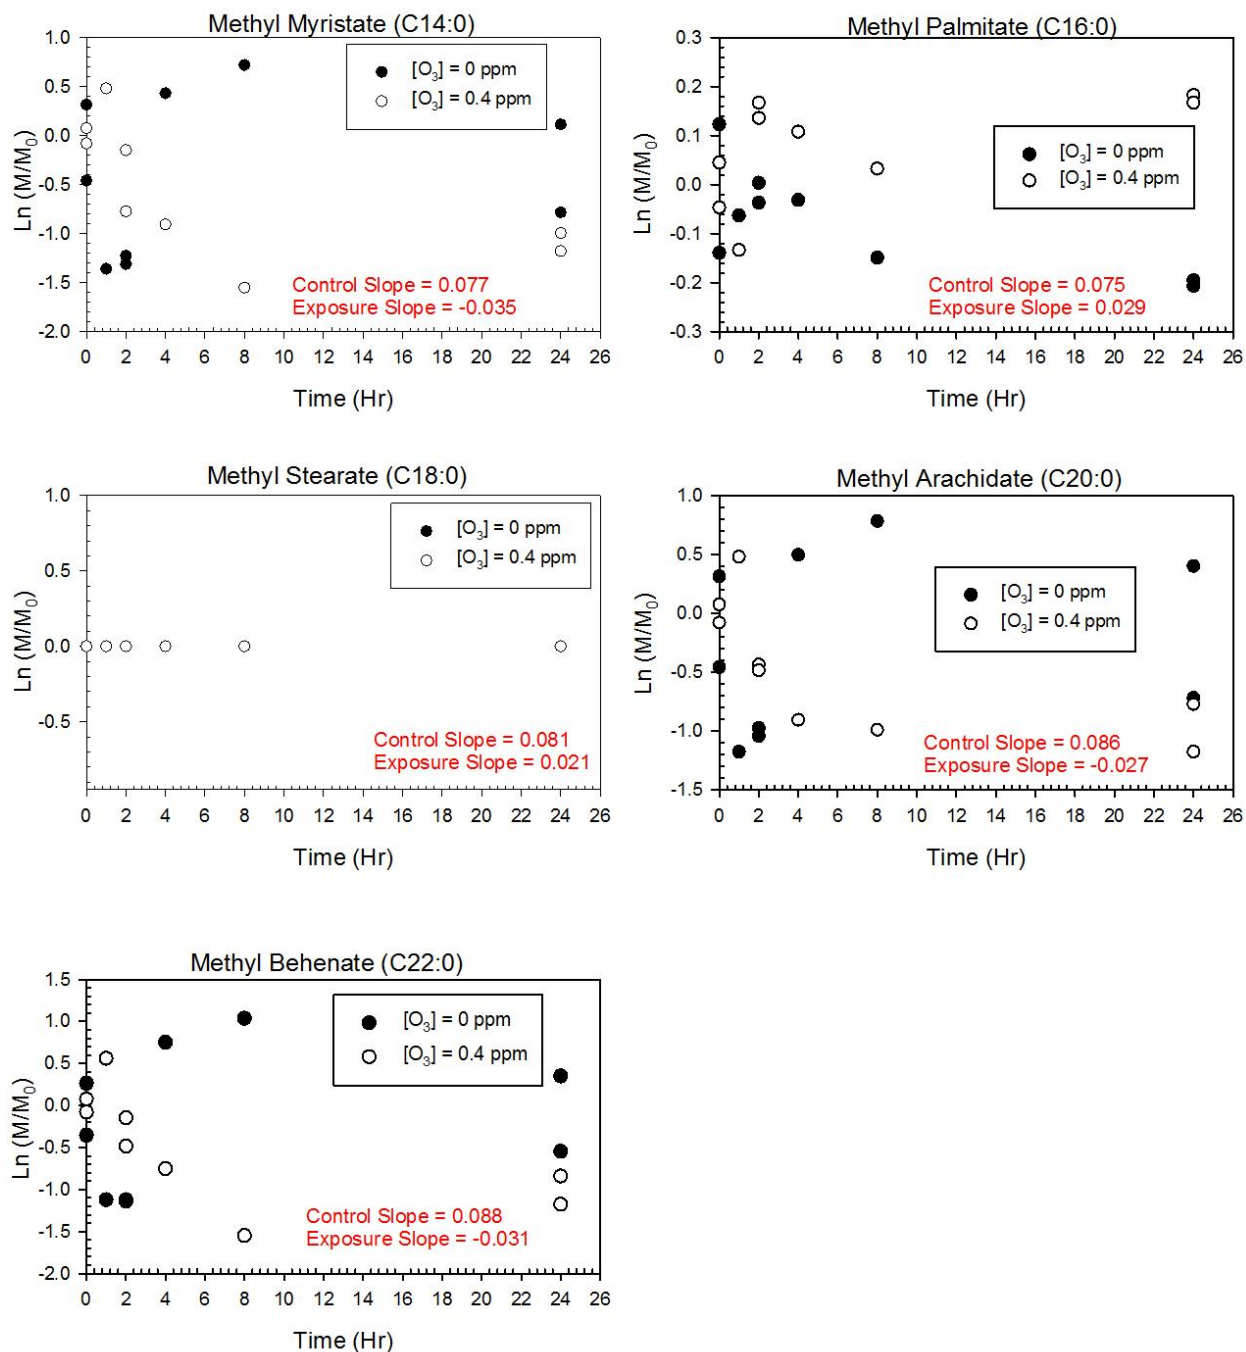 Methyl Myristate (C14:0)
1.0
0.5
0.0
-0.5
-1.0
-1.5
-2.0
Ln (M/M0)
[O3] = 0 ppm
[O3] = 0.4 ppm
Control Slope = 0.077
Exposure Slope = -0.035
0 2 4 6 8 10 12 14 16 18 20 22 24 26
Time (Hr)
Methyl Palmitate (C16:0)
0.3
0.2
0.1
0.0
-0.1
-0.2
-0.3
Ln (M/M0)
[O3] = 0 ppm
[O3] = 0.4 ppm
Control Slope = 0.075
Exposure Slope = 0.029
0 2 4 6 8 10 12 14 16 18 20 22 24 26
Time (Hr)
Methyl Stearate (C18:0)
1.0
0.5
0.0
-0.5
Ln (M/M0)
[O3] = 0 ppm
[O3] = 0.4 ppm
Control Slope = 0.081
Exposure Slope = 0.021
0 2 4 6 8 10 12 14 16 18 20 22 24 26
Time (Hr)
Methyl Arachidate (C20:0)
1.0
0.5
0.0
-0.5
-1.0
-1.5
Ln (M/M0)
[O3] = 0 ppm
[O3] = 0.4 ppm
Control Slope = 0.086
Exposure Slope = -0.027
0 2 4 6 8 10 12 14 16 18 20 22 24 26
Time (Hr)
Methyl Behenate (C22:0)
1.5
1.0
0.5
0.0
-0.5
-1.0
-1.5
-2.0
Ln (M/M0)
[O3] = 0 ppm
[O3] = 0.4 ppm
Control Slope = 0.088
Exposure Slope = -0.031
0 2 4 6 8 10 12 14 16 18 20 22 24 26
Time (Hr)